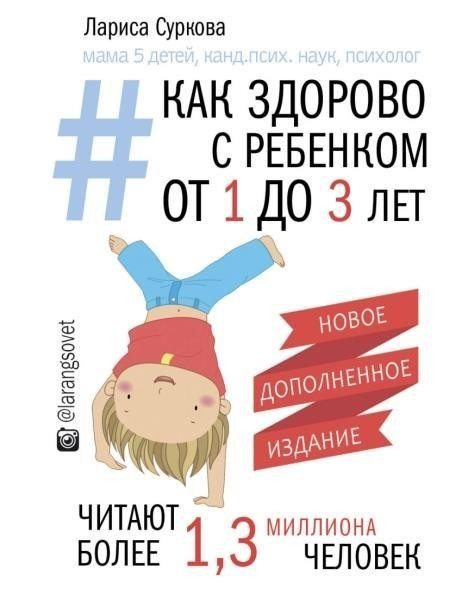 Лариса Суркова
мама 5 детей, канд.псих. наук, психолог
# КАК ЗДОРОВО
С РЕБЕНКОМ
ОТ 1 ДО 3 ЛЕТ
@larangsovet
НОВОЕ
ДОПОЛНЕННОЕ
ИЗДАНИЕ
ЧИТАЮТ
БОЛЕЕ 1,3 МИЛЛИОНА
ЧЕЛОВЕК